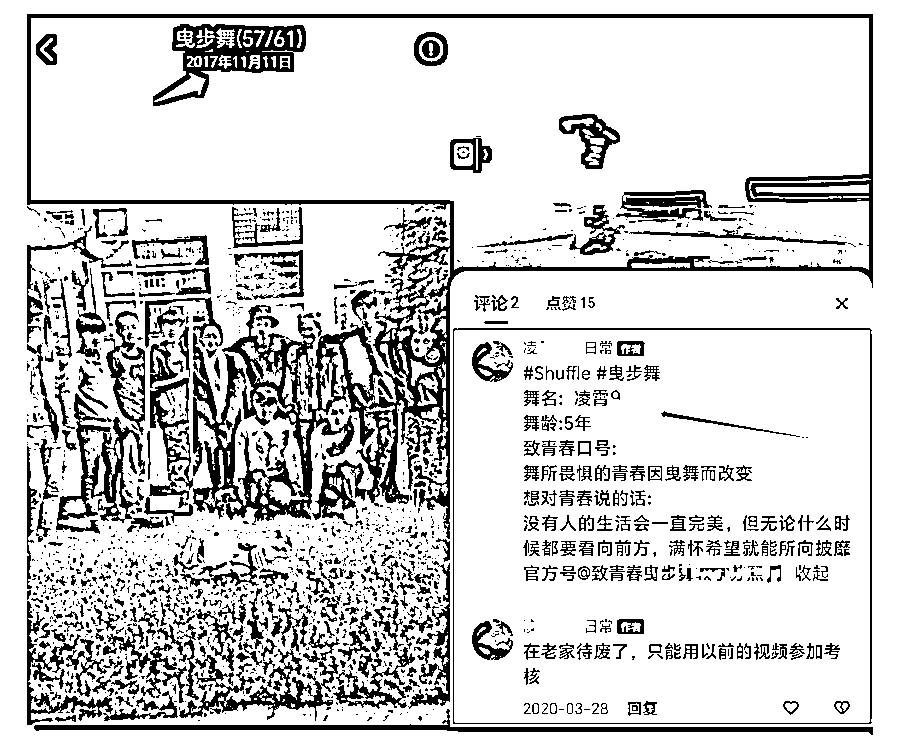 曳步舞(57/61)
2017年11月11日
评论2 点赞15
日常 作者
#Shuffle #曳步舞
舞名: 凌霄
舞龄:5年
致青春口号:
舞所畏惧的青春因曳舞而改变
想对青春说的话:
没有人的生活会一直完美，但无论什么时
候都要看向前方，满怀希望就能所向披靡
官方号@致青春曳步 收起
日常 作者
在老家待废了，只能用以前的视频参加考
核
2020-03-28 回复